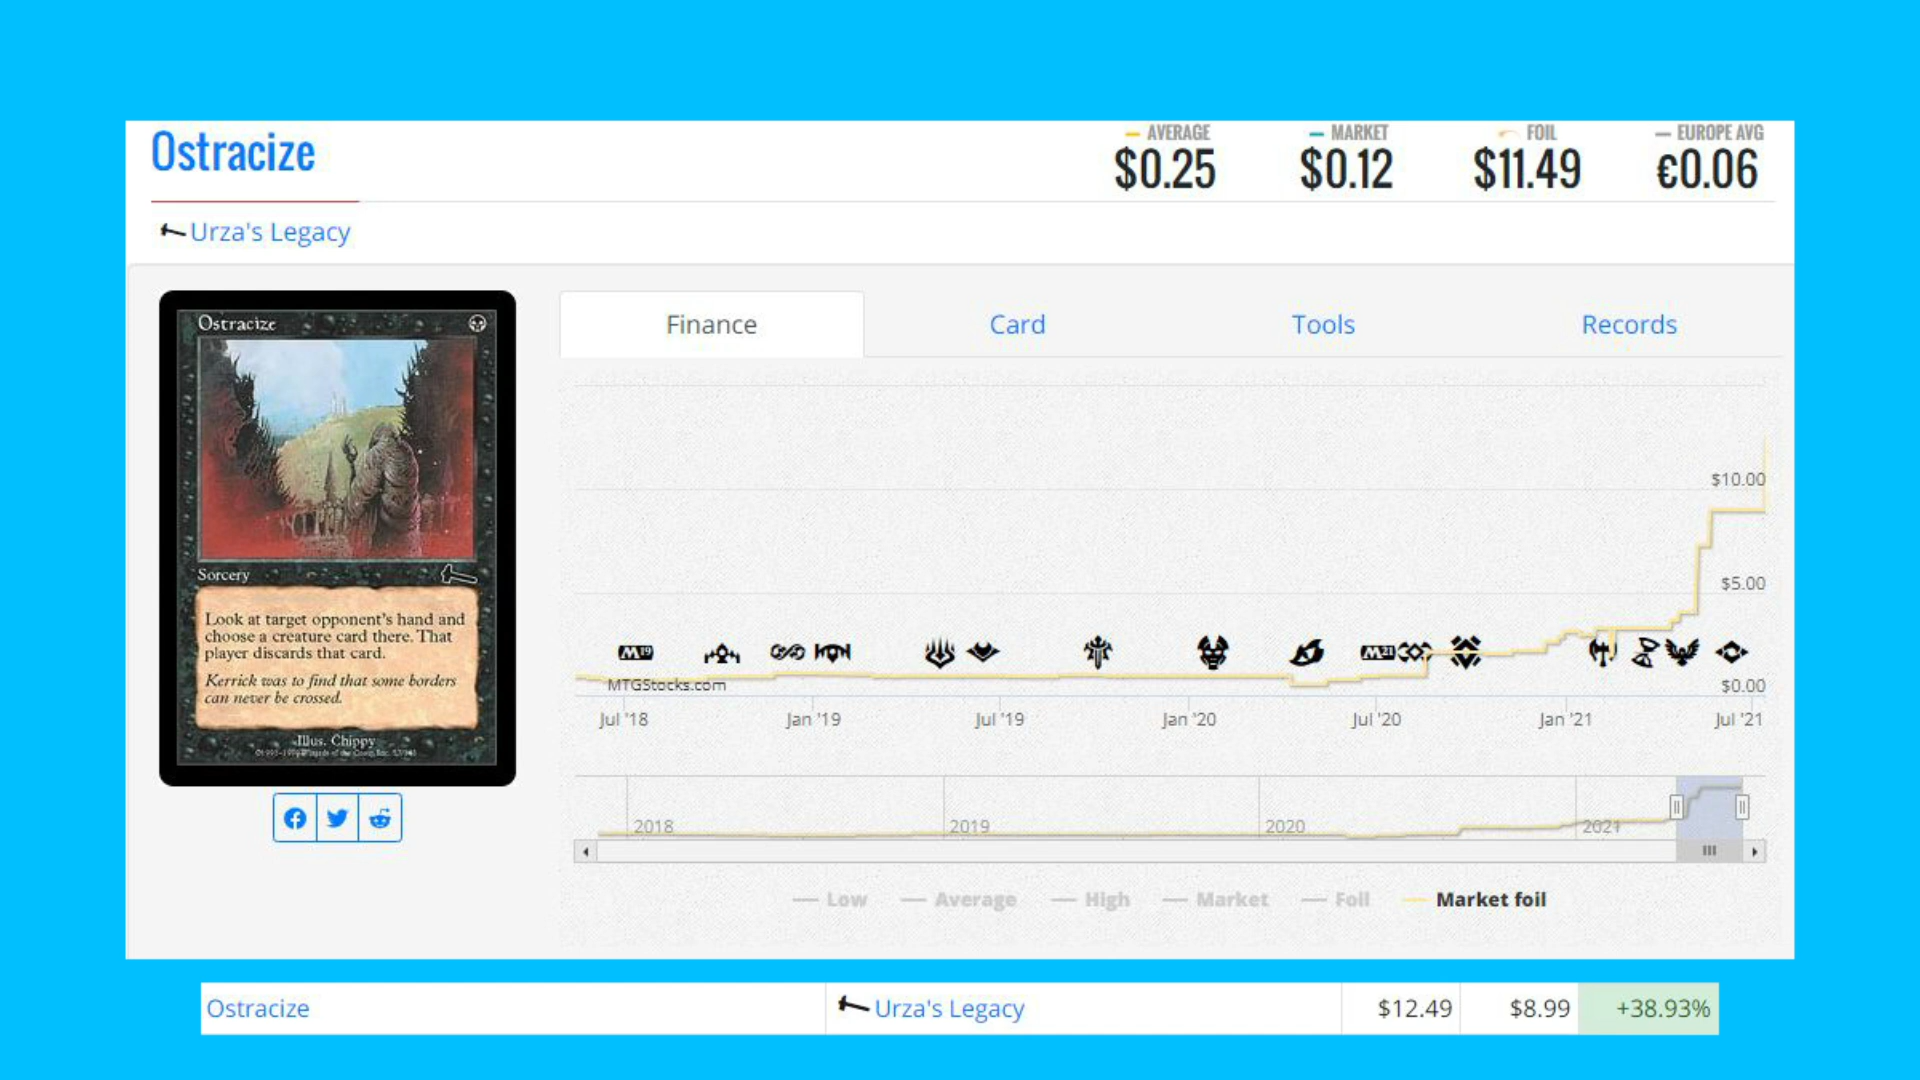 Ostracize
AVERAGE
$0.25
MARKET
$0.12
FOIL
$11.49
EUROPE AVG
€0.06
Urza's Legacy
Ostracize
Sorcery
Look at target opponent's hand and
choose a creature card there. That
player discards that card.
Kerrick was to find that some borders
can never be crossed.
Illus. Chippy
Finance
Card
Tools
Records
$10.00
$5.00
$0.00
M19
M21
MTGStocks.com
Jul '18
Jan '19
Jul '19
Jan '20
Jul '20
Jan '21
Jul '21
2018
2019
2020
2021
Low
Average
High
Market
Foil
Market foil
Ostracize
Urza's Legacy
$12.49
$8.99
+38.93%